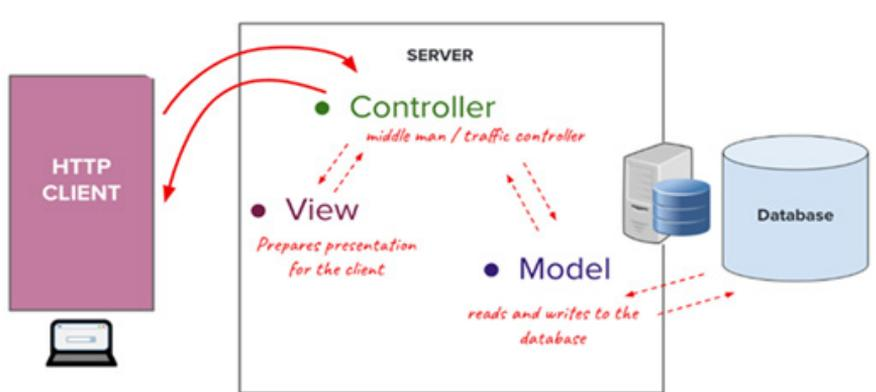 SERVER
Controller
middle man / traffic controller
HTTP
CLIENT
View
Prepares presentation
for the client
Model
reads and writes to the
database
Database